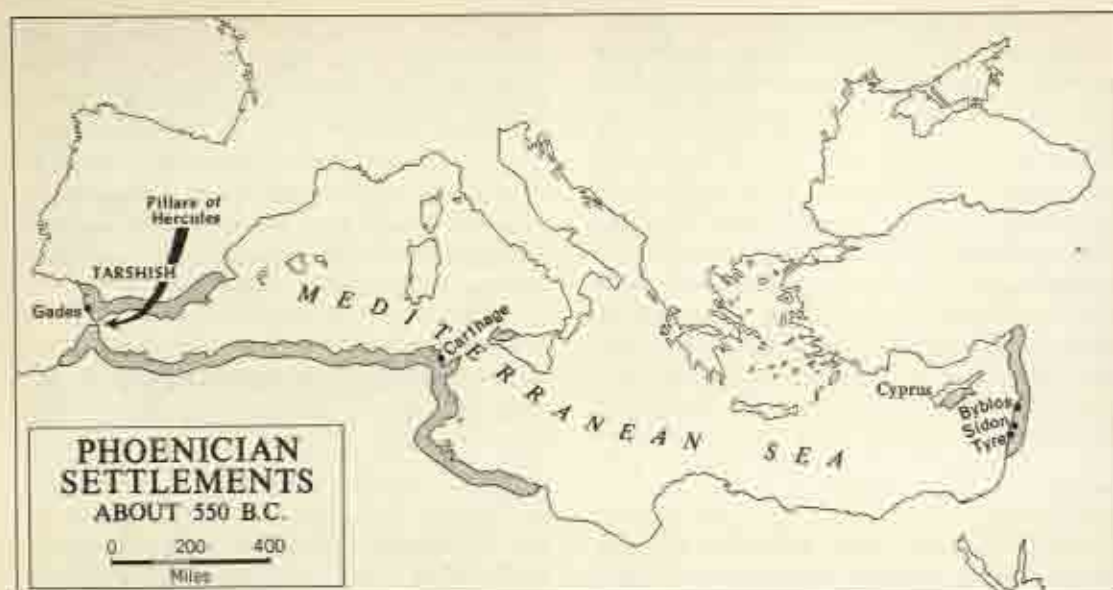 Pillars of
Hercules
TARSHISH
Gades
MEDITERRANEAN SEA
Carthage
Cyprus
Byblos
Sidon
Tyre
PHOENICIAN
SETTLEMENTS
ABOUT 550 B.C.
0 200 400
Miles